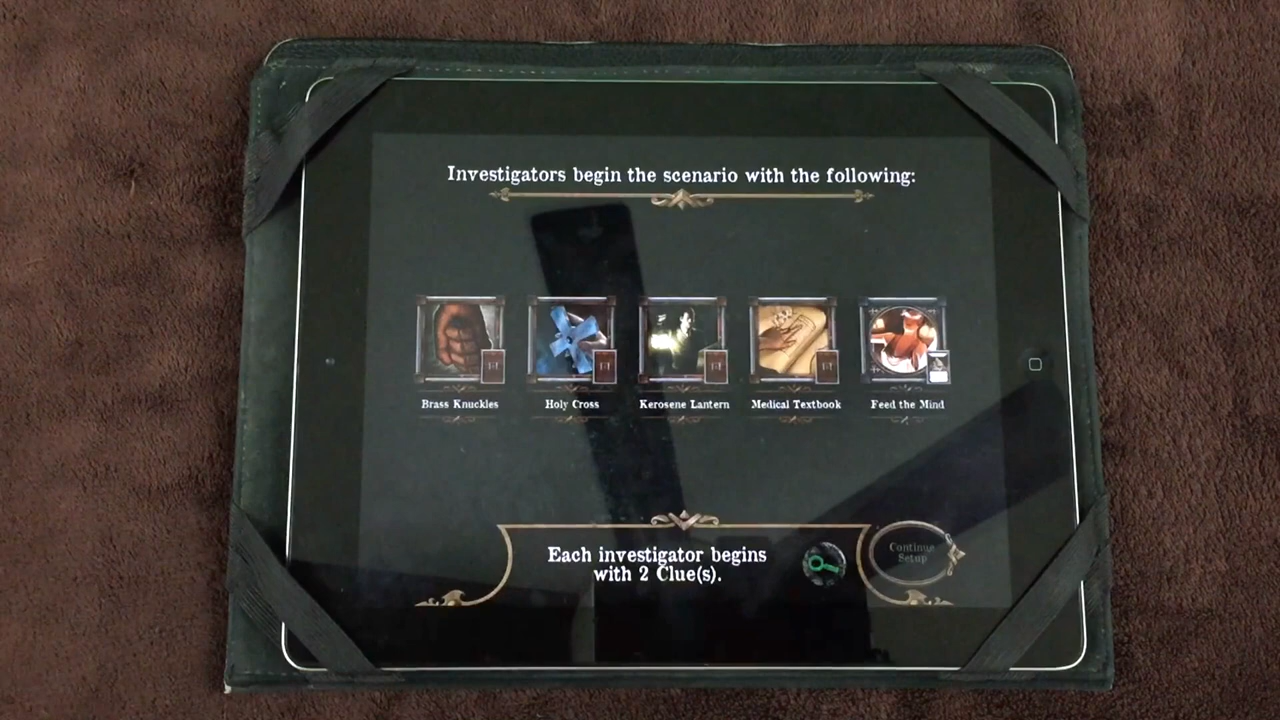 Investigators begin the scenario with the following:
Brass Knuckles
Holy Cross
Kerosene Lantern
Medical Textbook
Feed the Mind
Each investigator begins
with 2 Clue(s).
Continue
Setup